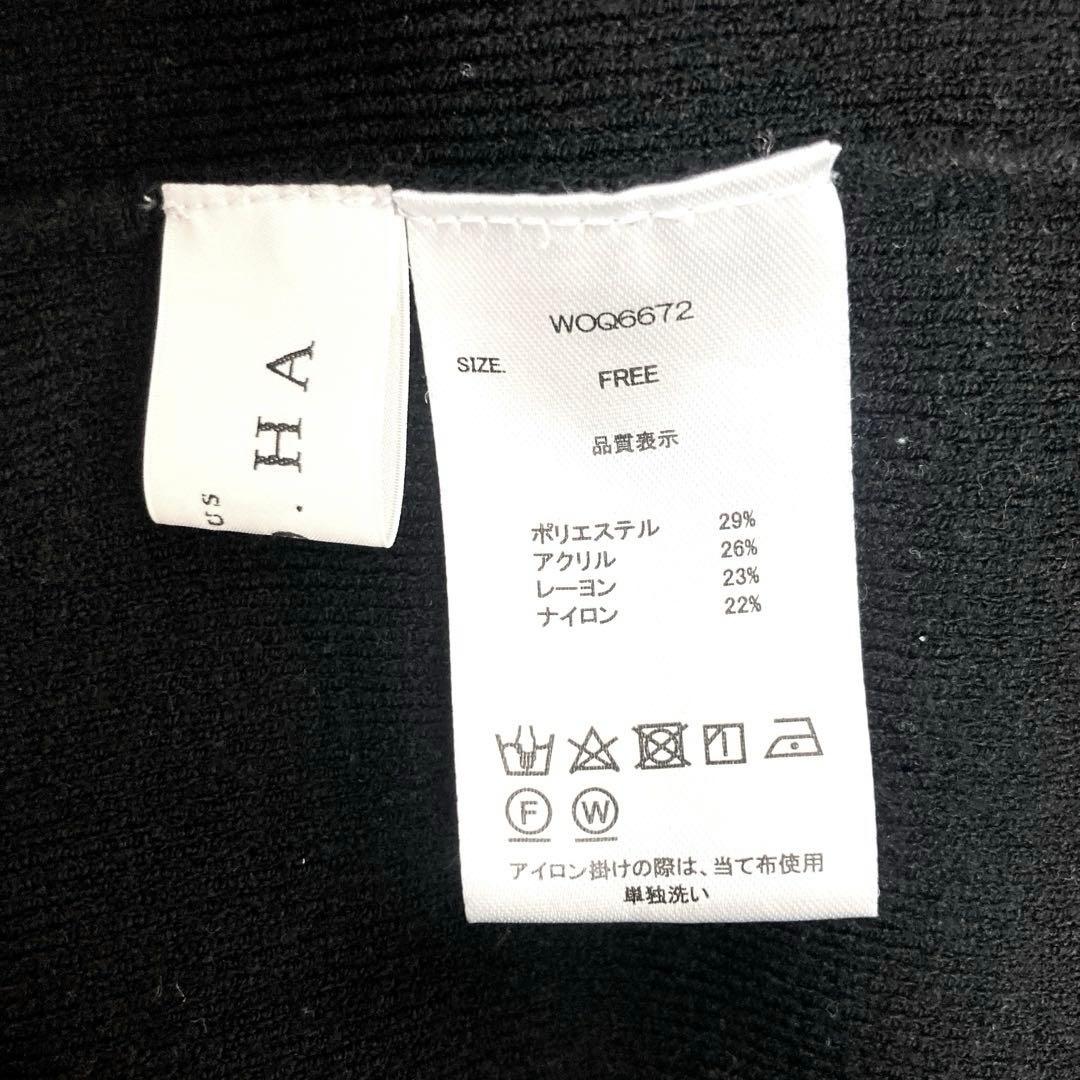 HA
us
WOQ6672
SIZE.
FREE
品質表示
ポリエステル 29%
アクリル 26%
レーヨン 23%
ナイロン 22%
F W
アイロン掛けの際は、当て布使用
単独洗い